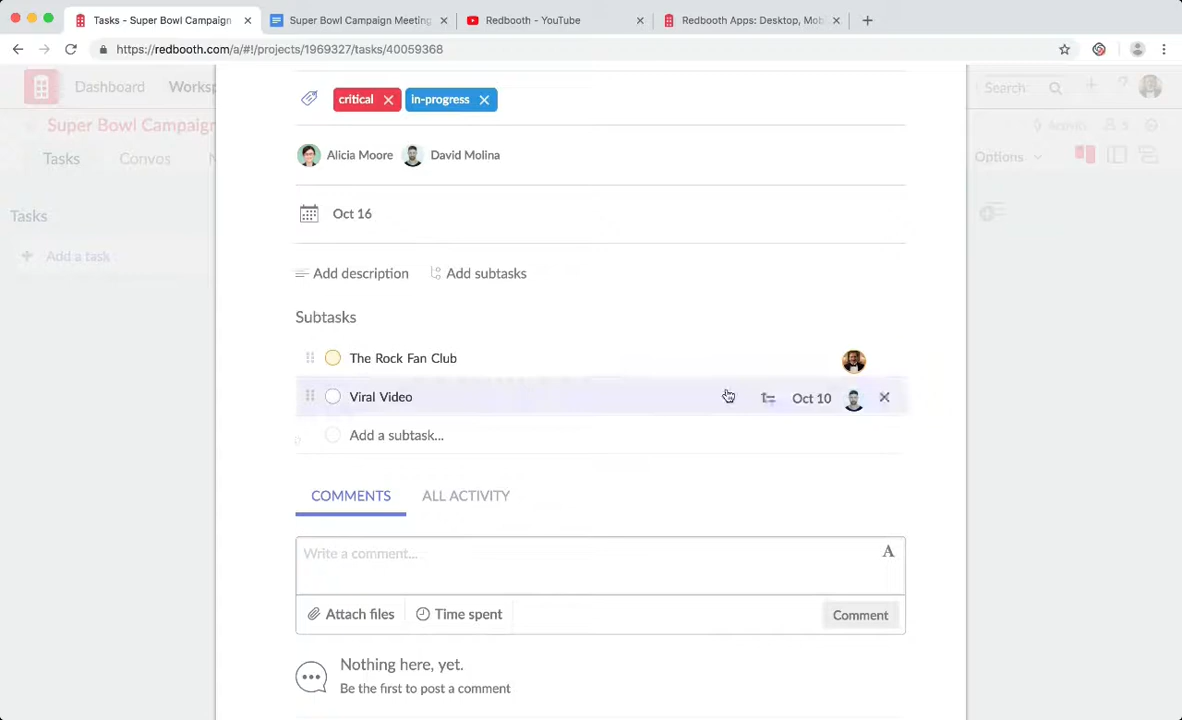 Tasks - Super Bowl Campaign
Super Bowl Campaign Meeting
Redbooth - YouTube
Redbooth Apps: Desktop, Mob
https://redbooth.com/a/#!/projects/1969327/tasks/40059368
Dashboard
Worksp
Search
Super Bowl Campaign
Activity
Tasks
Convos
Options
critical
in-progress
Alicia Moore
David Molina
Tasks
Oct 16
Add a task
Add description
Add subtasks
Subtasks
The Rock Fan Club
Viral Video
Oct 10
Add a subtask...
COMMENTS
ALL ACTIVITY
Write a comment...
A
Attach files
Time spent
Comment
Nothing here, yet.
Be the first to post a comment